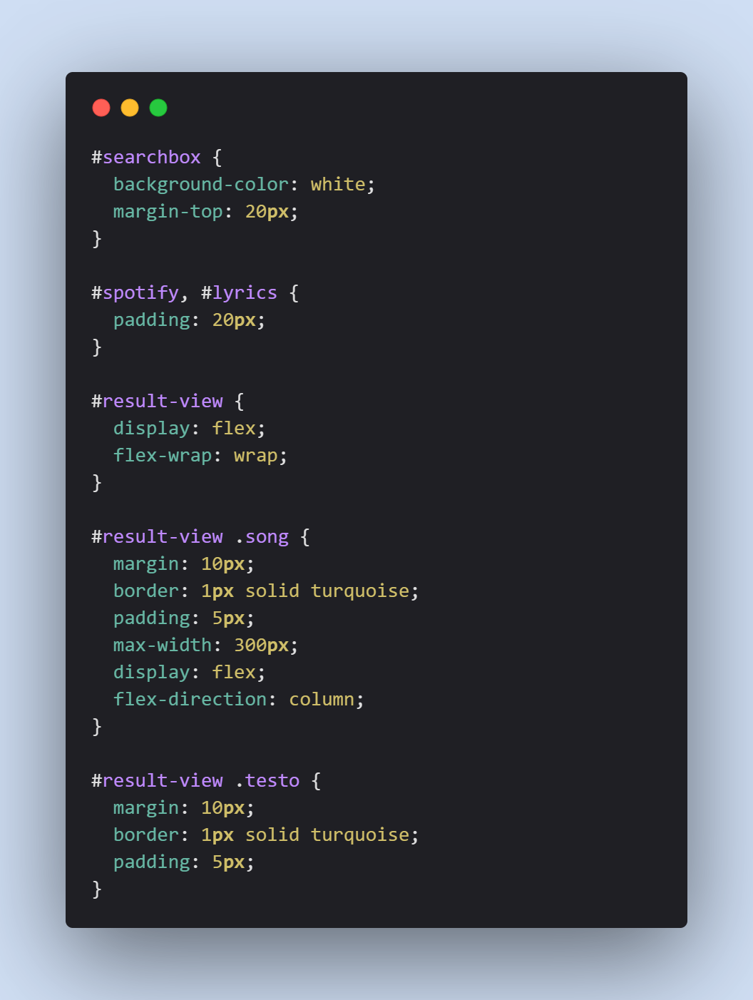 #searchbox {
  background-color: white;
  margin-top: 20px;
}

#spotify, #lyrics {
  padding: 20px;
}

#result-view {
  display: flex;
  flex-wrap: wrap;
}

#result-view .song {
  margin: 10px;
  border: 1px solid turquoise;
  padding: 5px;
  max-width: 300px;
  display: flex;
  flex-direction: column;
}

#result-view .testo {
  margin: 10px;
  border: 1px solid turquoise;
  padding: 5px;
}